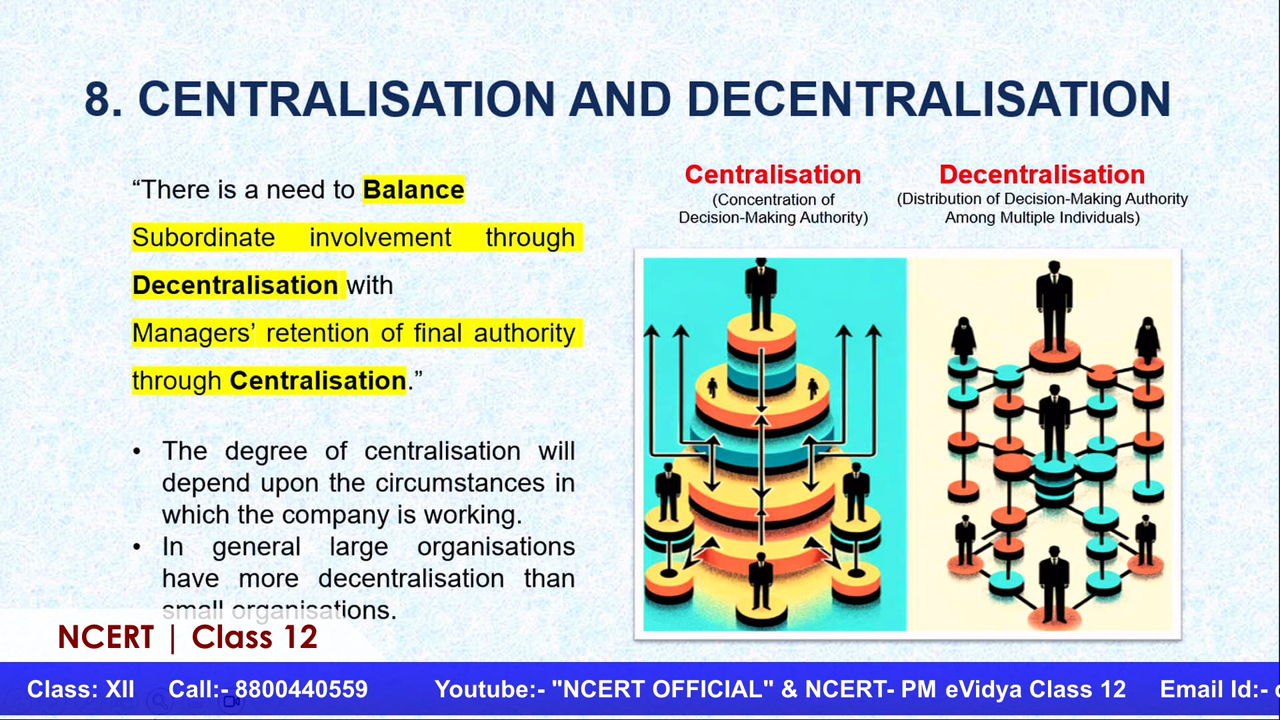 8. CENTRALISATION AND DECENTRALISATION
“There is a need to Balance
Subordinate involvement through
Decentralisation with
Managers’ retention of final authority
through Centralisation.”
• The degree of centralisation will
depend upon the circumstances in
which the company is working.
• In general large organisations
have more decentralisation than
small organisations.
Centralisation
(Concentration of
Decision-Making Authority)
Decentralisation
(Distribution of Decision-Making Authority
Among Multiple Individuals)
NCERT | Class 12
Class: XII Call:- 8800440559 Youtube:- "NCERT OFFICIAL" & NCERT- PM eVidya Class 12 Email Id:-